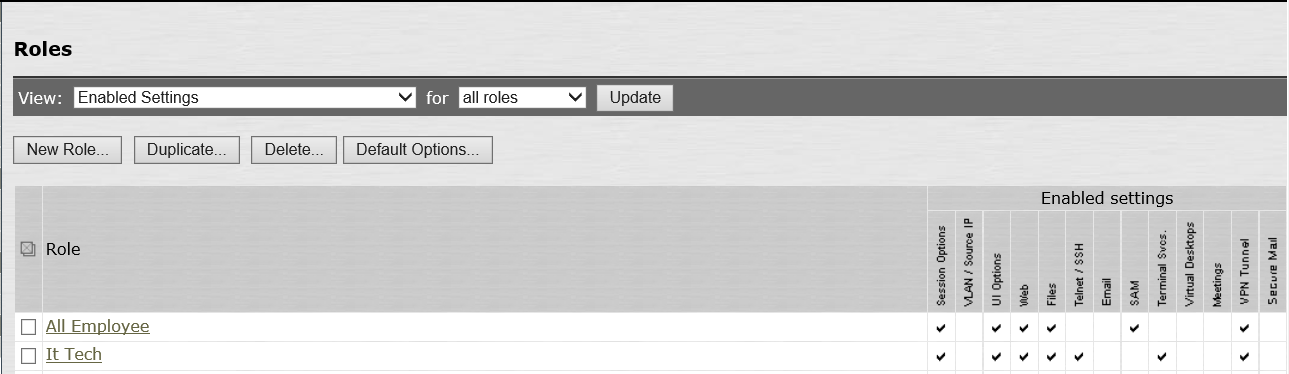 Roles
View: Enabled Settings for all roles Update
New Role... Duplicate... Delete... Default Options...
Enabled settings
Role
Session Options
VLAN / Source IP
UI Options
Web
Files
Telnet / SSH
Email
SAM
Terminal Svcs.
Virtual Desktops
Meetings
VPN Tunnel
Secure Mail
All Employee
It Tech